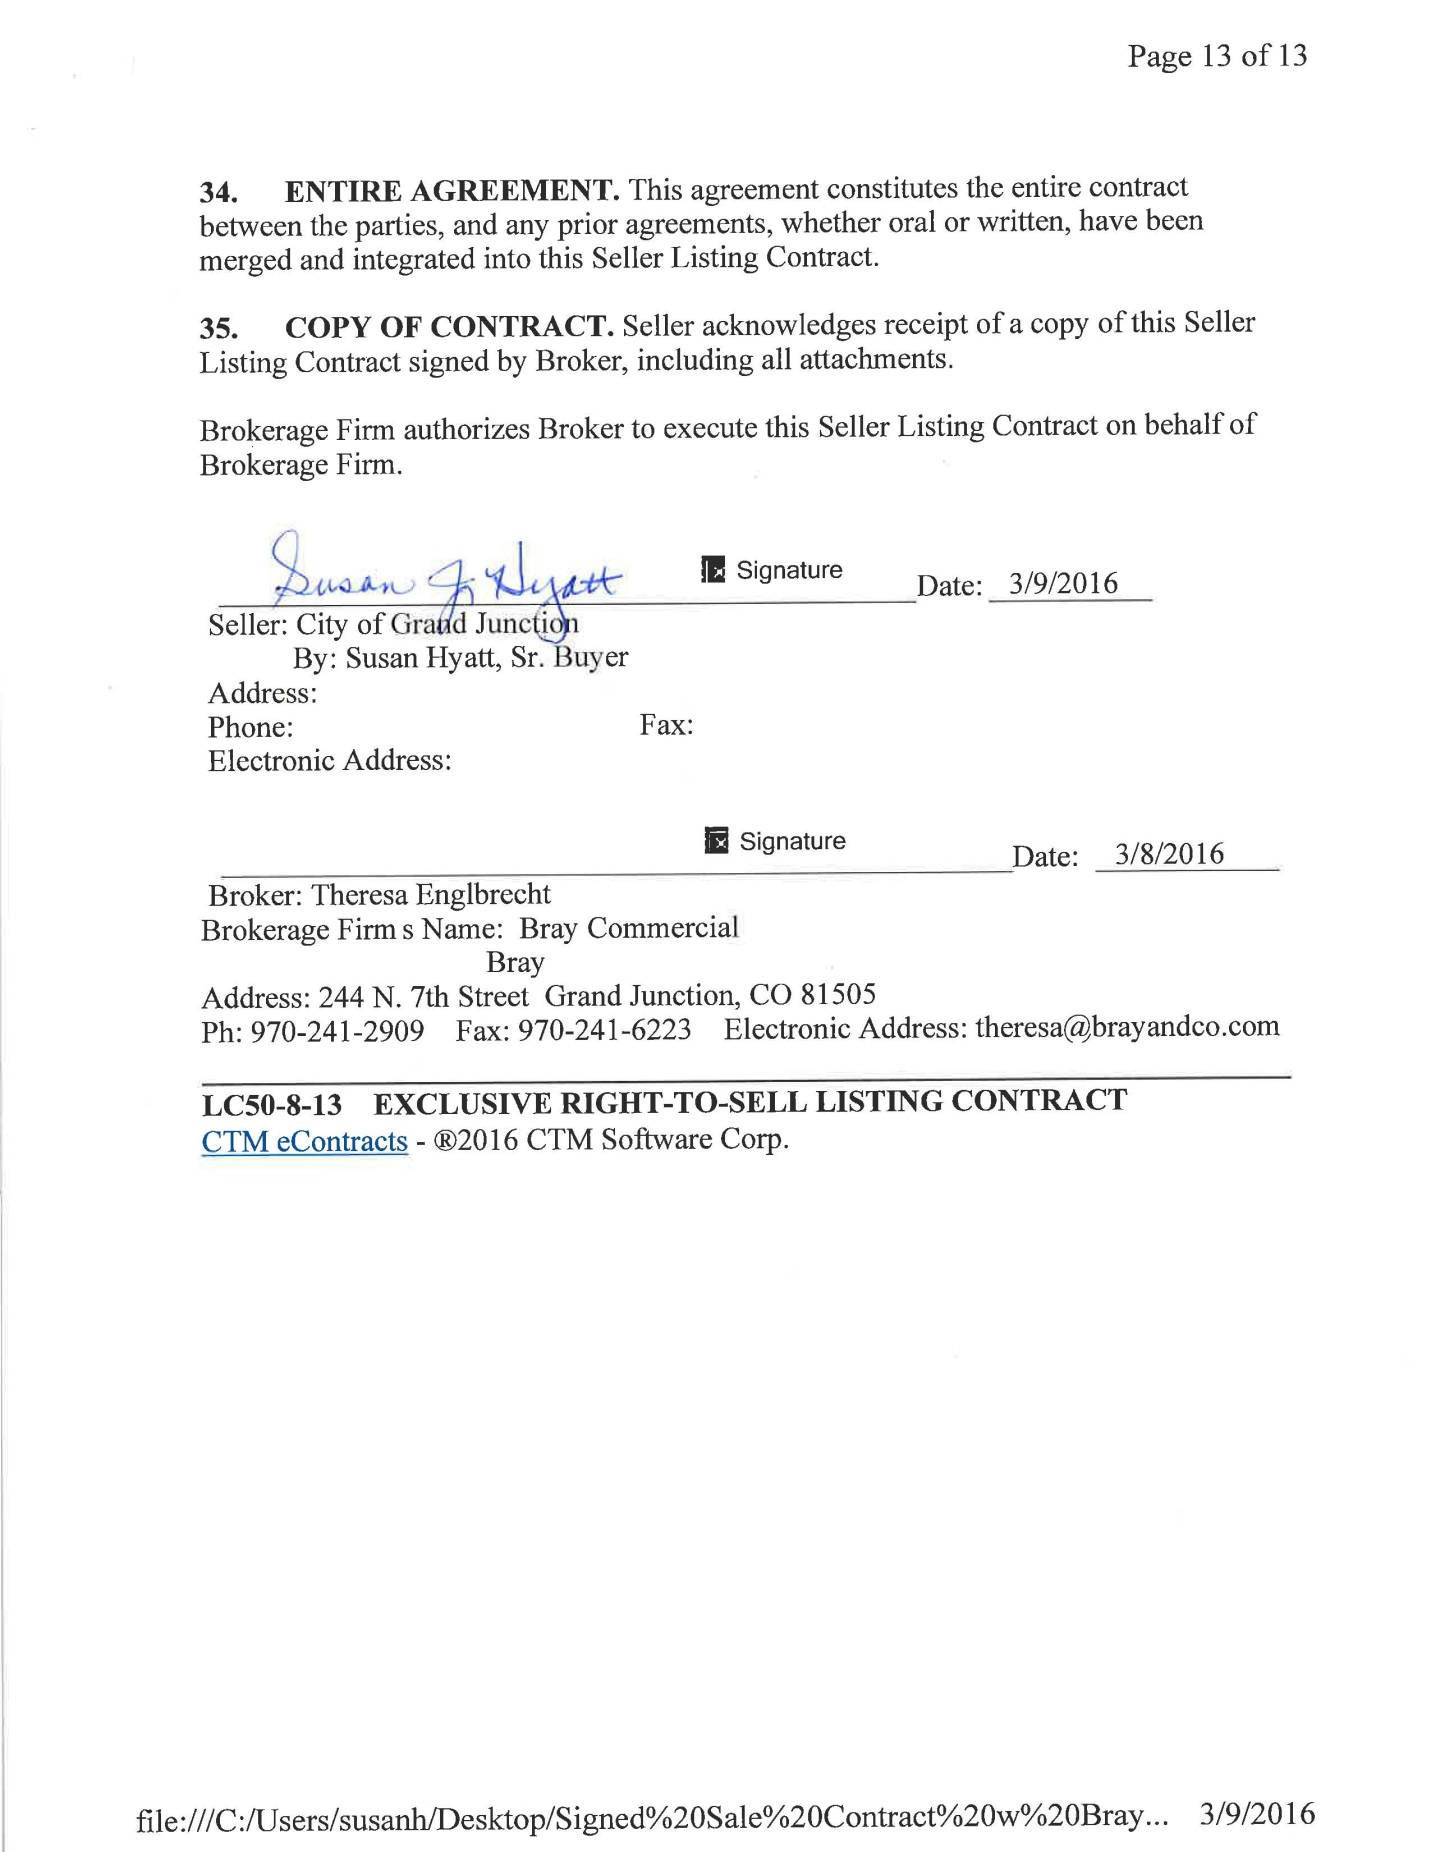 Page 13 of 13
34. ENTIRE AGREEMENT. This agreement constitutes the entire contract
between the parties, and any prior agreements, whether oral or written, have been
merged and integrated into this Seller Listing Contract.
35. COPY OF CONTRACT. Seller acknowledges receipt of a copy of this Seller
Listing Contract signed by Broker, including all attachments.
Brokerage Firm authorizes Broker to execute this Seller Listing Contract on behalf of
Brokerage Firm.
Susan J. Hyatt Signature Date: 3/9/2016
Seller: City of Grand Junction
By: Susan Hyatt, Sr. Buyer
Address:
Phone: Fax:
Electronic Address:
Signature Date: 3/8/2016
Broker: Theresa Englbrecht
Brokerage Firm s Name: Bray Commercial
Bray
Address: 244 N. 7th Street Grand Junction, CO 81505
Ph: 970-241-2909 Fax: 970-241-6223 Electronic Address: theresa@brayandco.com
LC50-8-13 EXCLUSIVE RIGHT-TO-SELL LISTING CONTRACT
CTM eContracts - ®2016 CTM Software Corp.
file:///C:/Users/susanh/Desktop/Signed%20Sale%20Contract%20w%20Bray... 3/9/2016